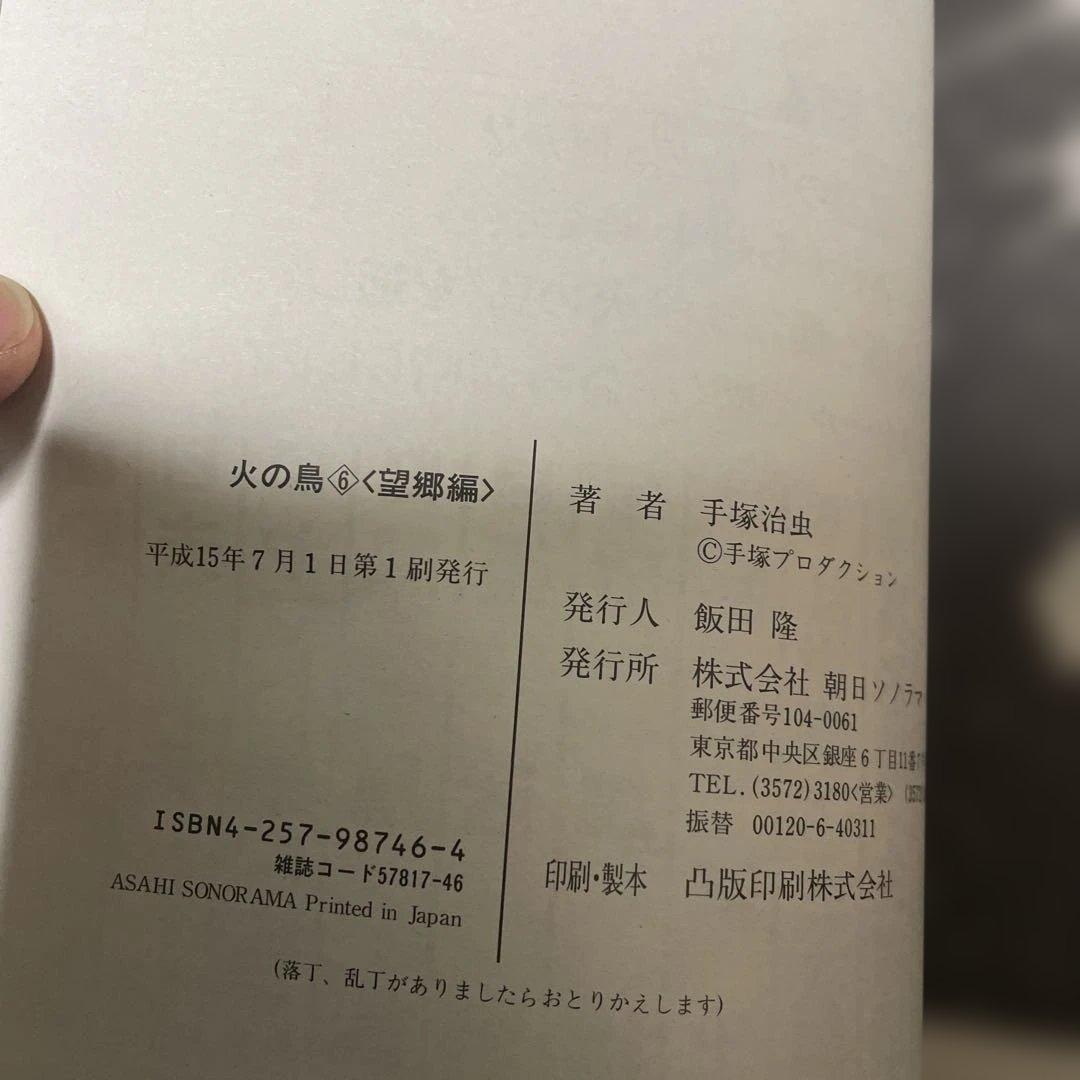 火の鳥⑥〈望郷編〉
平成15年7月1日第1刷発行
ISBN4-257-98746-4
雑誌コード57817-46
ASAHI SONORAMA Printed in Japan
著 者 手塚治虫
©手塚プロダクション
発行人 飯田 隆
発行所 株式会社 朝日ソノラマ
郵便番号104-0061
東京都中央区銀座6丁目11番
TEL.(3572)3180〈営業〉
振替 00120-6-40311
印刷・製本 凸版印刷株式会社
(落丁、乱丁がありましたらおとりかえします)